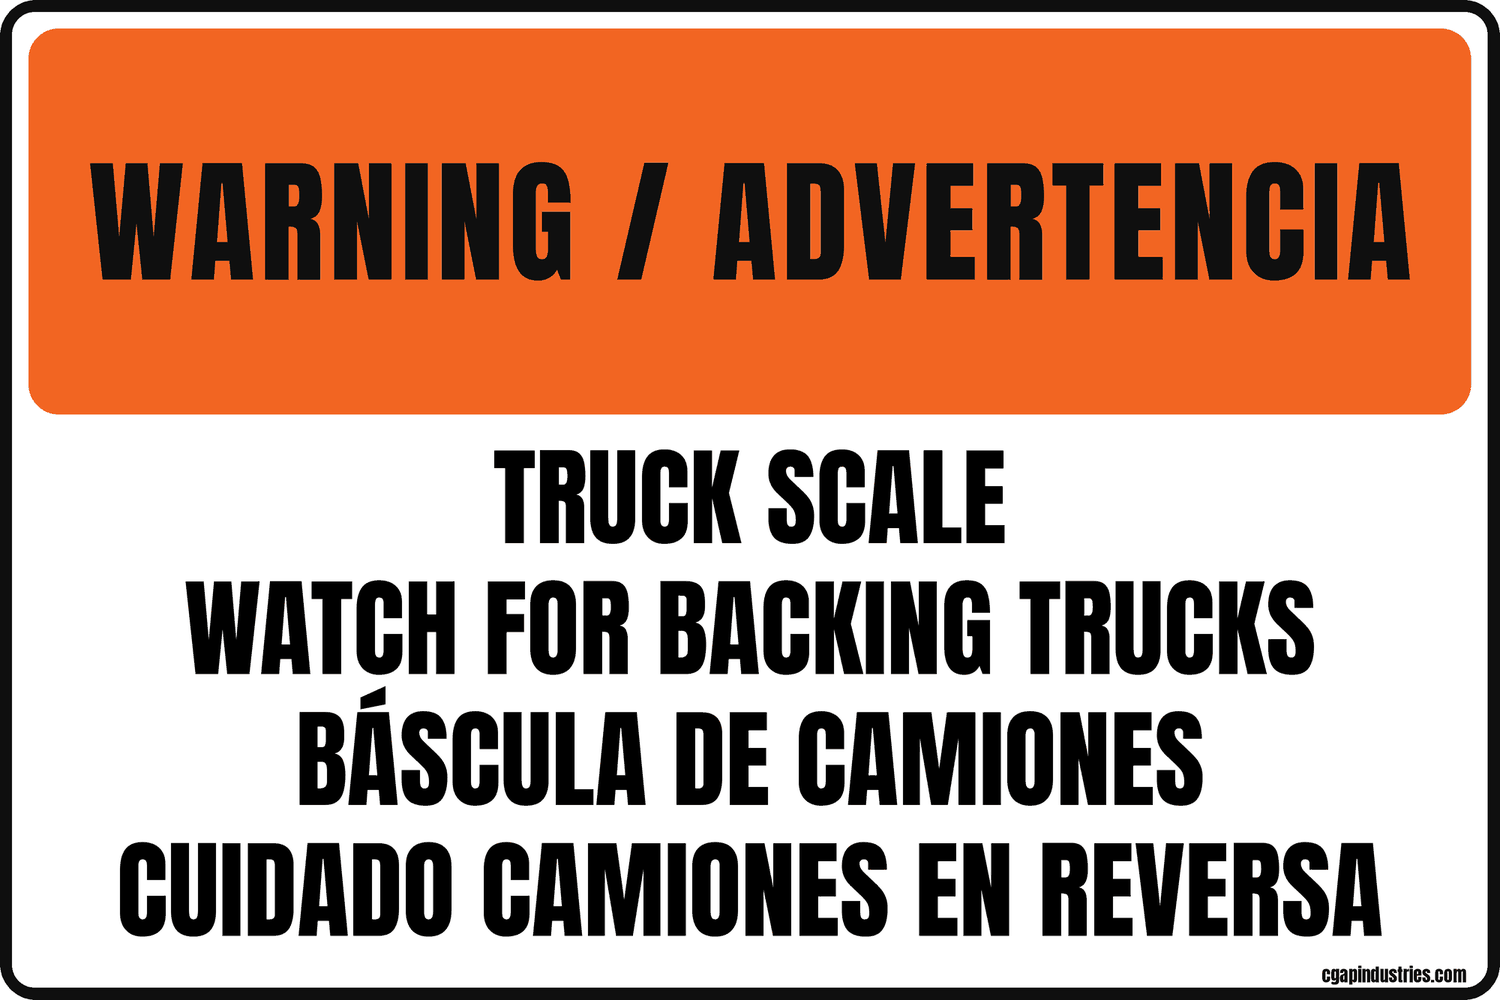 WARNING / ADVERTENCIA
TRUCK SCALE
WATCH FOR BACKING TRUCKS
BÁSCULA DE CAMIONES
CUIDADO CAMIONES EN REVERSA
cgapindustries.com